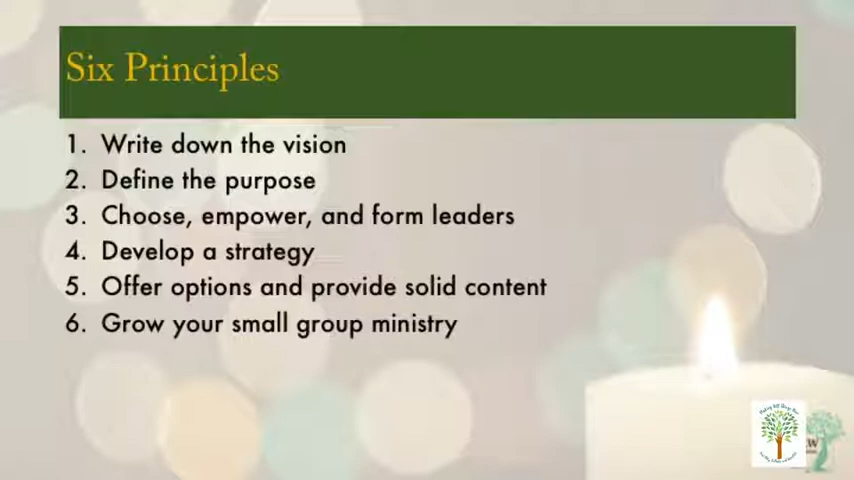 Six Principles
1. Write down the vision
2. Define the purpose
3. Choose, empower, and form leaders
4. Develop a strategy
5. Offer options and provide solid content
6. Grow your small group ministry